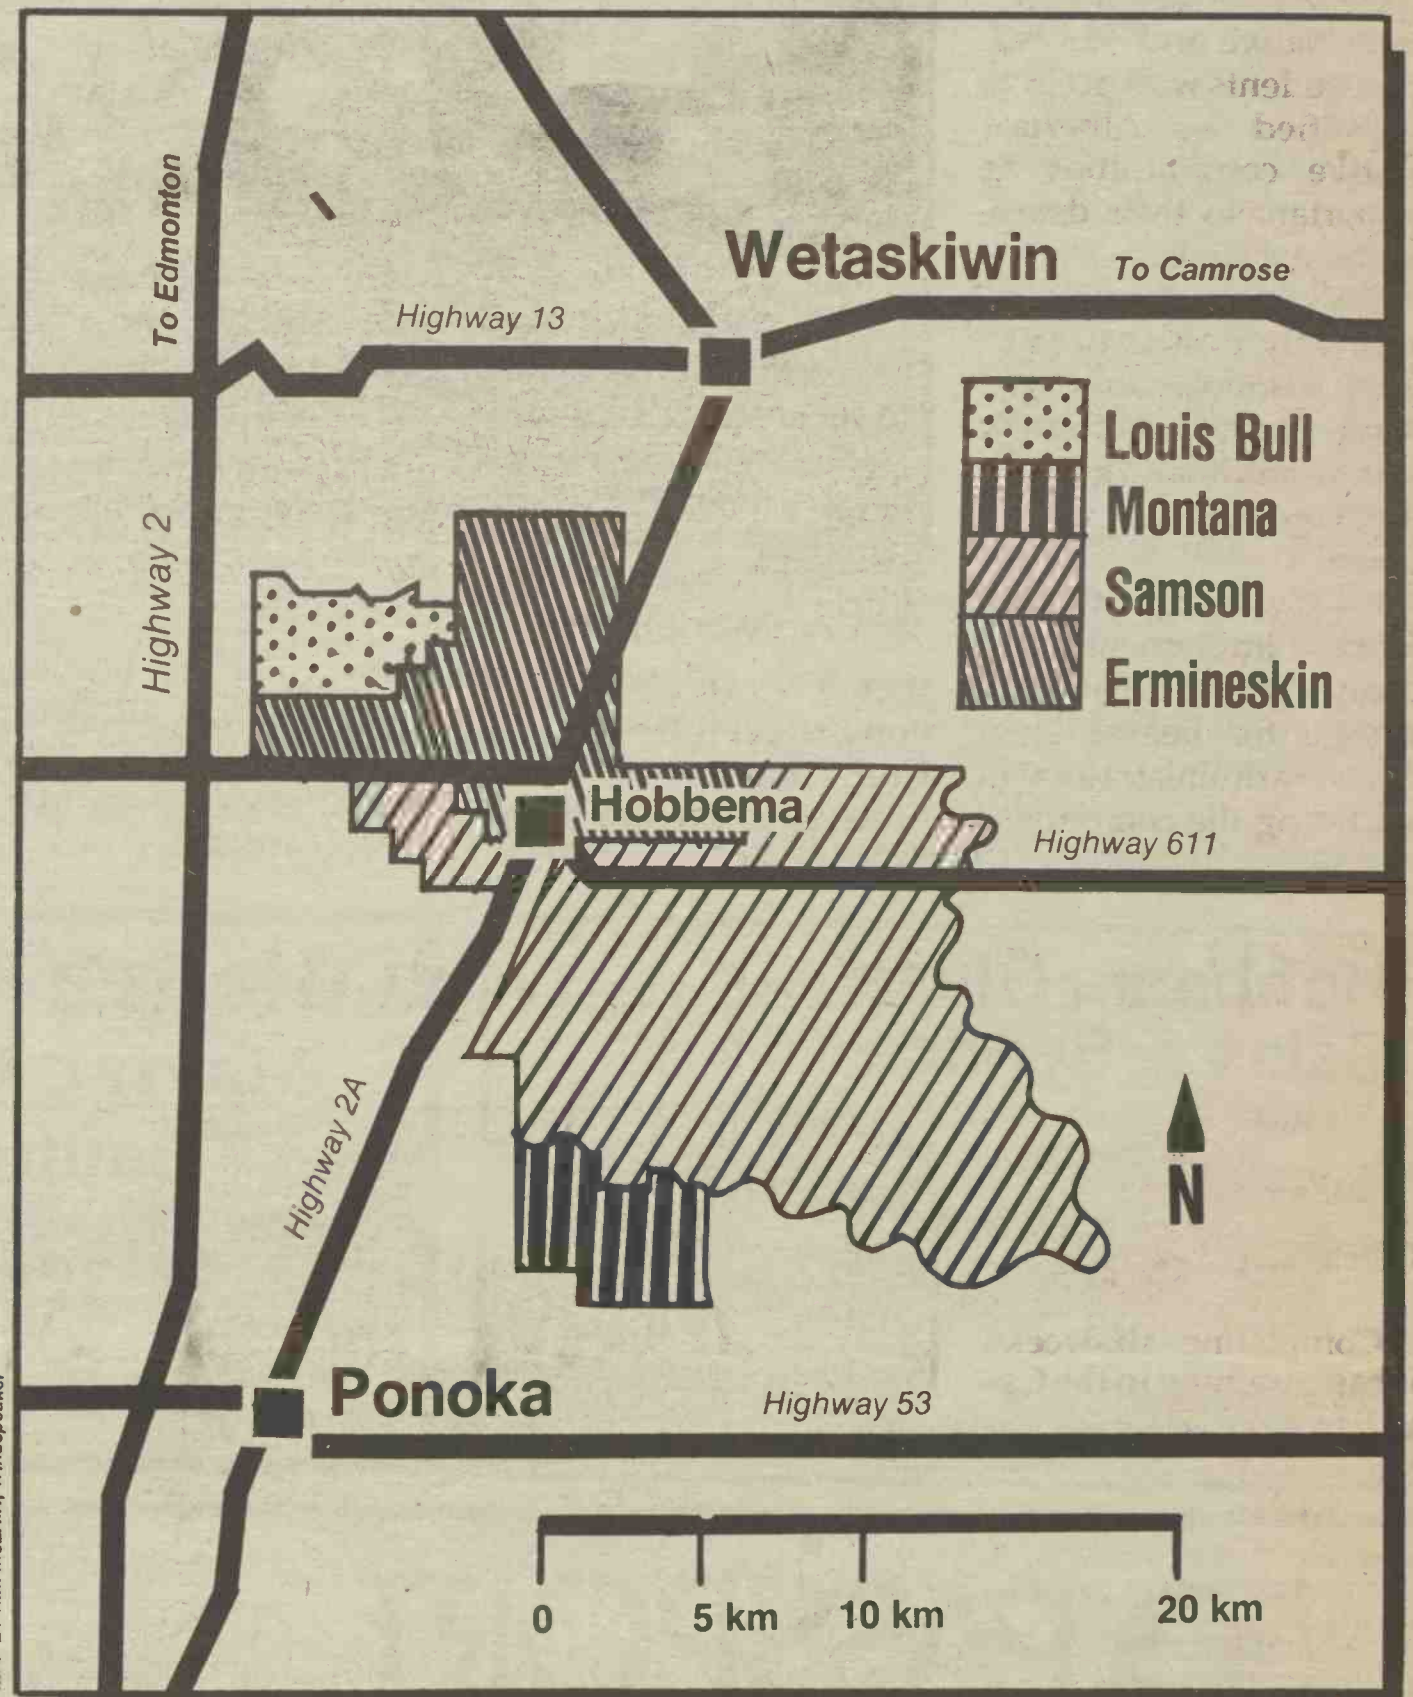 To Edmonton
Wetaskiwin
To Camrose
Highway 13
Louis Bull
Montana
Samson
Ermineskin
Highway 2
Hobbema
Highway 611
Highway 2A
N
Ponoka
Highway 53
0
5 km
10 km
20 km